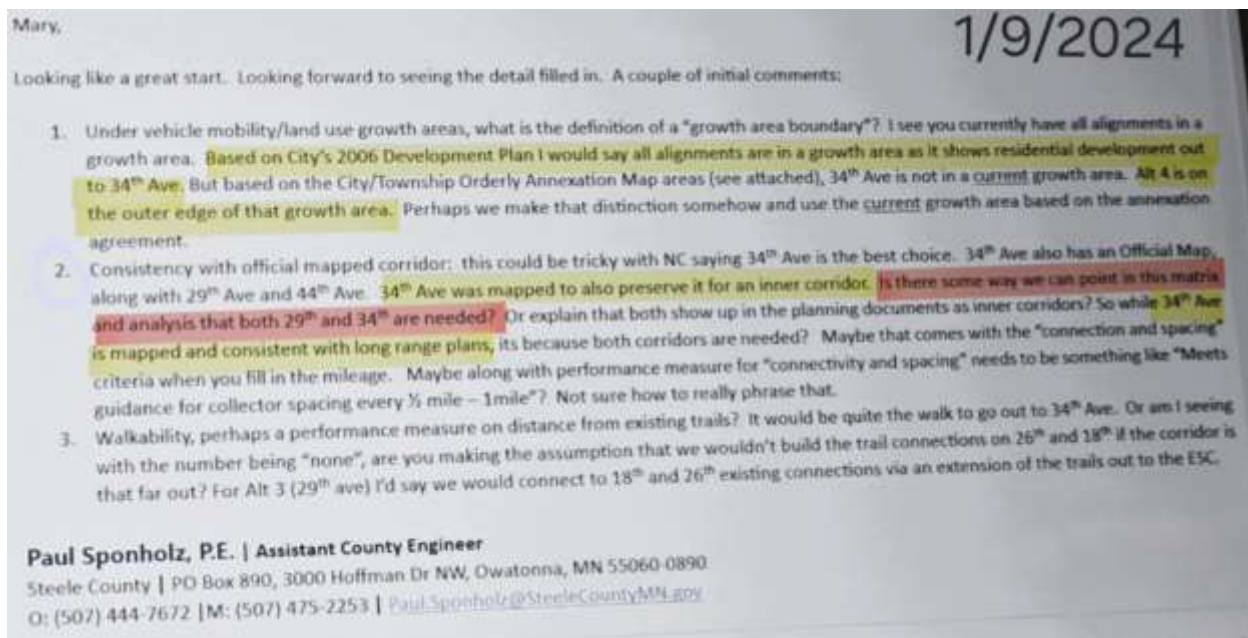 Mary,
1/9/2024
Looking like a great start. Looking forward to seeing the detail filled in. A couple of initial comments:
1. Under vehicle mobility/land use growth areas, what is the definition of a "growth area boundary"? I see you currently have all alignments in a
growth area. Based on City's 2006 Development Plan I would say all alignments are in a growth area as it shows residential development out
to 34th Ave. But based on the City/Township Orderly Annexation Map areas (see attached), 34th Ave is not in a current growth area. Alt 4 is on
the outer edge of that growth area. Perhaps we make that distinction somehow and use the current growth area based on the annexation
agreement.
2. Consistency with official mapped corridor: this could be tricky with NC saying 34th Ave is the best choice. 34th Ave also has an Official Map,
along with 29th Ave and 44th Ave. 34th Ave was mapped to also preserve it for an inner corridor. Is there some way we can point in this matrix
and analysis that both 29th and 34th are needed? Or explain that both show up in the planning documents as inner corridors? So while 34th Ave
is mapped and consistent with long range plans, its because both corridors are needed? Maybe that comes with the "connection and spacing"
criteria when you fill in the mileage. Maybe along with performance measure for "connectivity and spacing" needs to be something like "Meets
guidance for collector spacing every ½ mile – 1mile"? Not sure how to really phrase that.
3. Walkability, perhaps a performance measure on distance from existing trails? It would be quite the walk to go out to 34th Ave. Or am I seeing
with the number being "none", are you making the assumption that we wouldn't build the trail connections on 26th and 18th if the corridor is
that far out? For Alt 3 (29th ave) I'd say we would connect to 18th and 26th existing connections via an extension of the trails out to the ESC.
Paul Sponholz, P.E. | Assistant County Engineer
Steele County | PO Box 890, 3000 Hoffman Dr NW, Owatonna, MN 55060-0890
O: (507) 444-7672 |M: (507) 475-2253 | Paul.Sponholz@SteeleCountyMN.gov